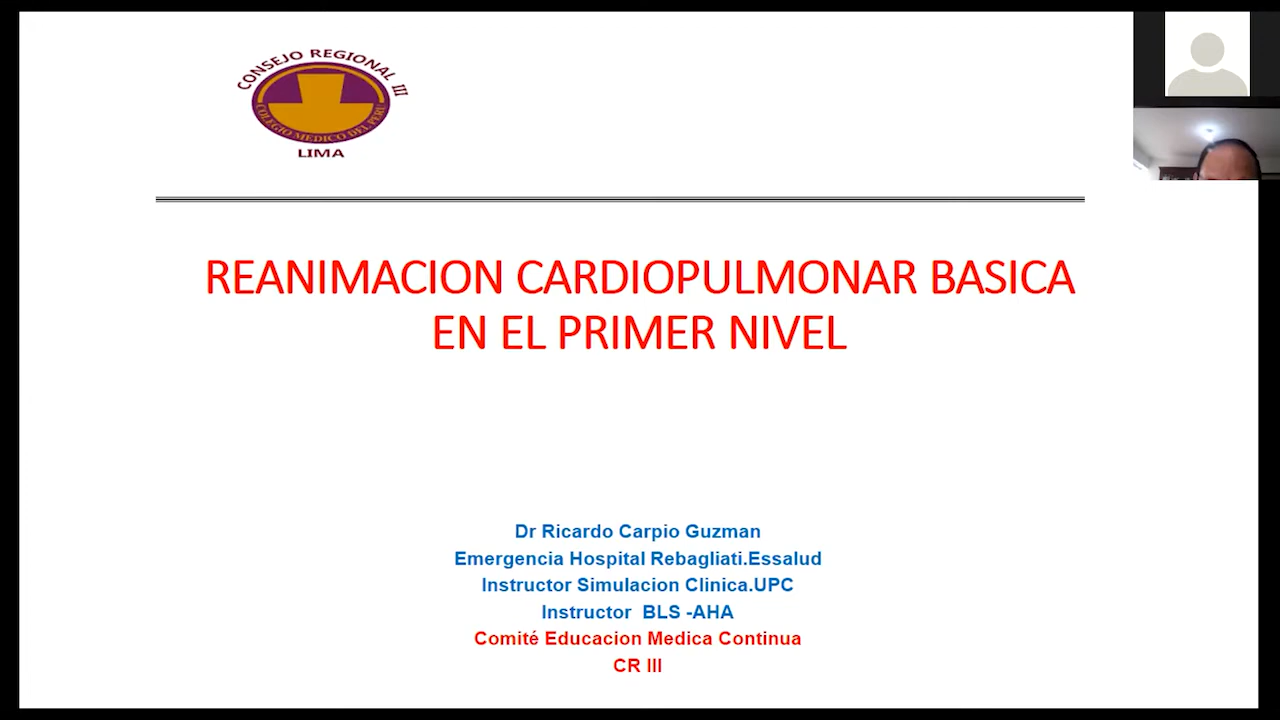 CONSEJO REGIONAL III
COLEGIO MEDICO DEL PERU
LIMA
REANIMACION CARDIOPULMONAR BASICA
EN EL PRIMER NIVEL
Dr Ricardo Carpio Guzman
Emergencia Hospital Rebagliati.Essalud
Instructor Simulacion Clinica.UPC
Instructor BLS -AHA
Comité Educacion Medica Continua
CR III